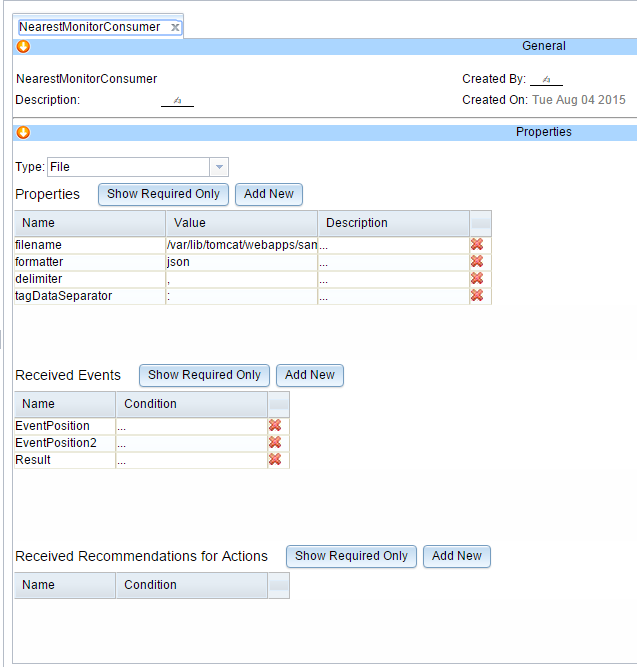 NearestMonitorConsumer x
General
NearestMonitorConsumer Created By:
Description: Created On: Tue Aug 04 2015
Properties
Type: File
Properties Show Required Only Add New
Name Value Description
filename /var/lib/tomcat/webapps/san... ...
formatter json ...
delimiter , ...
tagDataSeparator : ...
Received Events Show Required Only Add New
Name Condition
EventPosition ...
EventPosition2 ...
Result ...
Received Recommendations for Actions Show Required Only Add New
Name Condition